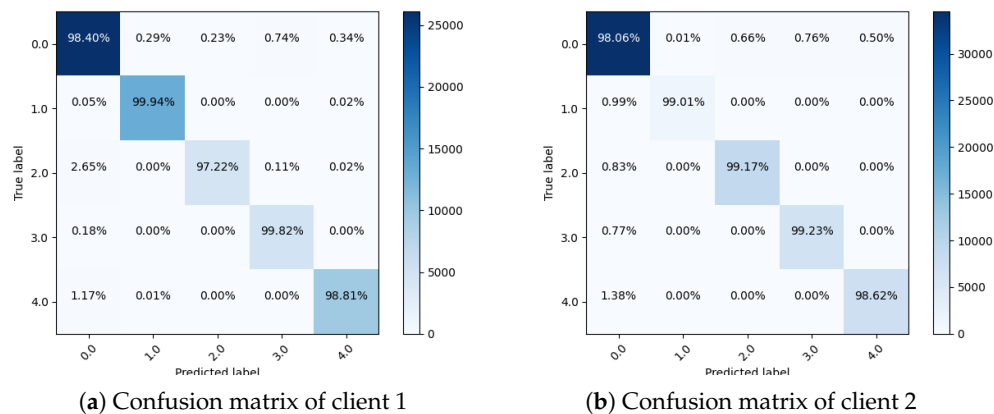 0.0 98.40% 0.29% 0.23% 0.74% 0.34%
1.0 0.05% 99.94% 0.00% 0.00% 0.02%
2.0 2.65% 0.00% 97.22% 0.11% 0.02%
3.0 0.18% 0.00% 0.00% 99.82% 0.00%
4.0 1.17% 0.01% 0.00% 0.00% 98.81%
True label
0.0 1.0 2.0 3.0 4.0
Predicted label
25000
20000
15000
10000
5000
0
(a) Confusion matrix of client 1
0.0 98.06% 0.01% 0.66% 0.76% 0.50%
1.0 0.99% 99.01% 0.00% 0.00% 0.00%
2.0 0.83% 0.00% 99.17% 0.00% 0.00%
3.0 0.77% 0.00% 0.00% 99.23% 0.00%
4.0 1.38% 0.00% 0.00% 0.00% 98.62%
True label
0.0 1.0 2.0 3.0 4.0
Predicted label
30000
25000
20000
15000
10000
5000
0
(b) Confusion matrix of client 2